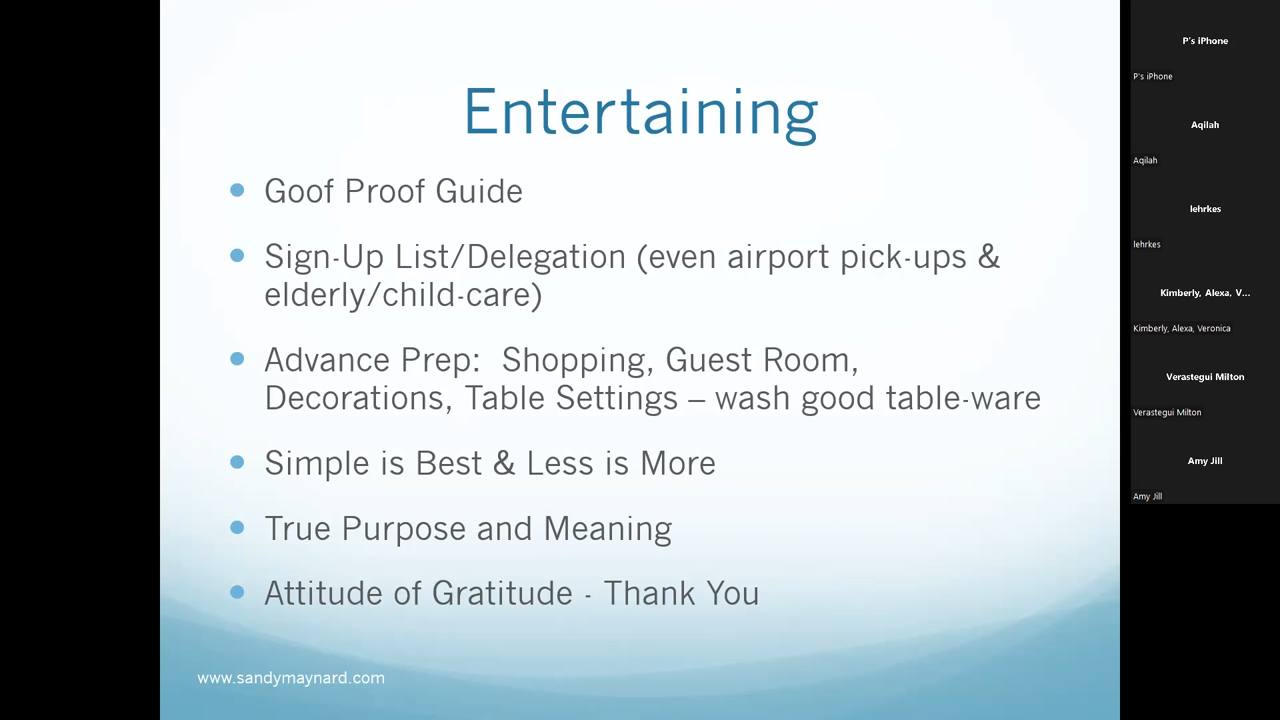 Entertaining
Goof Proof Guide
Sign-Up List/Delegation (even airport pick-ups &
elderly/child-care)
Advance Prep:  Shopping, Guest Room,
Decorations, Table Settings – wash good table-ware
Simple is Best & Less is More
True Purpose and Meaning
Attitude of Gratitude - Thank You
www.sandymaynard.com
P's iPhone
P's iPhone
Aqilah
Aqilah
lehrkes
lehrkes
Kimberly, Alexa, V...
Kimberly, Alexa, Veronica
Verastegui Milton
Verastegui Milton
Amy Jill
Amy Jill